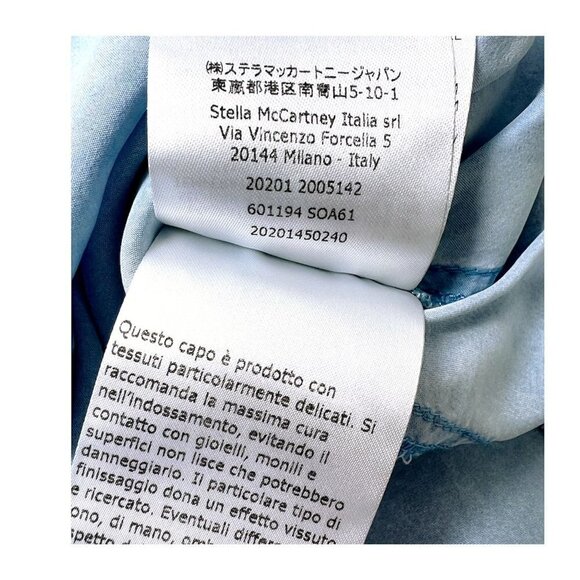 (株)ステラマッカートニージャパン
東京都港区南青山5-10-1
Stella McCartney Italia srl
Via Vincenzo Forcella 5
20144 Milano - Italy
20201 2005142
601194 SOA61
20201450240
Questo capo è prodotto con
tessuti particolarmente delicati. Si
raccomanda la massima cura
nell'indossamento, evitando il
contatto con gioielli, monili e
superfici non lisce che potrebbero
danneggiarlo. Il particolare tipo di
finissaggio dona un effetto vissuto
e ricercato. Eventuali differ
ono, di mano, omb
spetto d